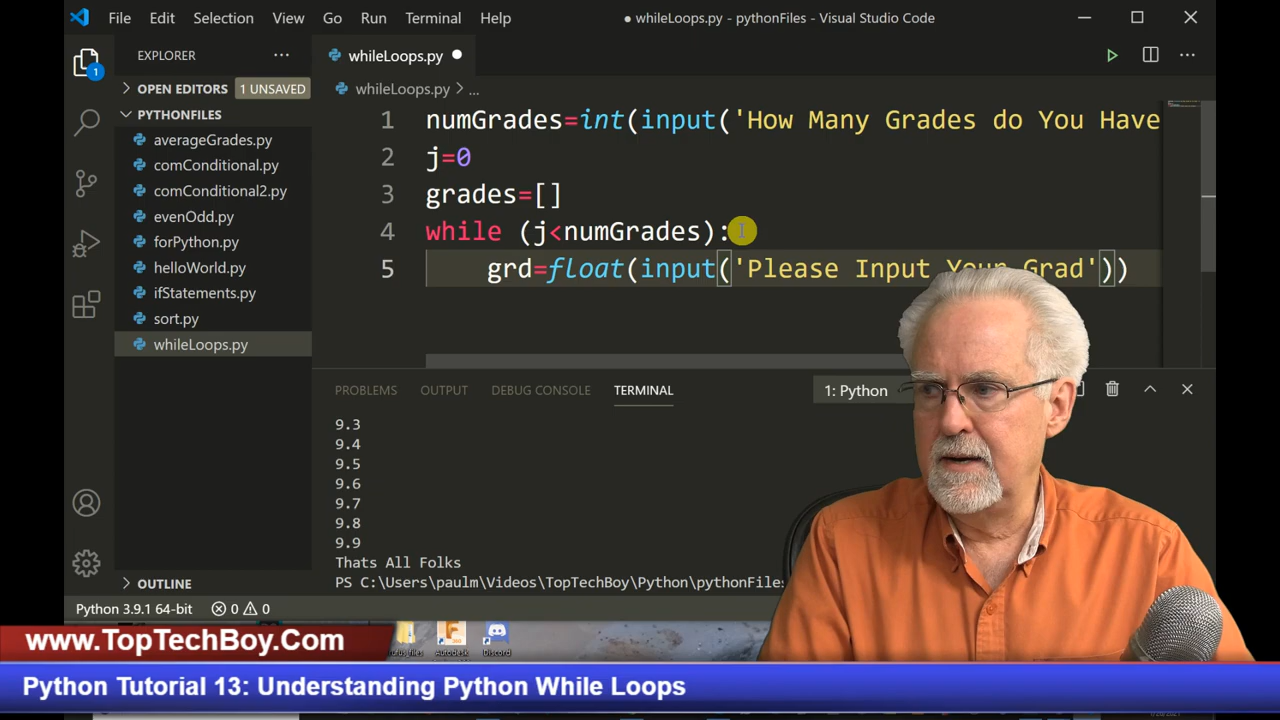 File Edit Selection View Go Run Terminal Help
● whileLoops.py - pythonFiles - Visual Studio Code
EXPLORER
OPEN EDITORS 1 UNSAVED
PYTHONFILES
averageGrades.py
comConditional.py
comConditional2.py
evenOdd.py
forPython.py
helloWorld.py
ifStatements.py
sort.py
whileLoops.py
OUTLINE
1
whileLoops.py
whileLoops.py > ...
1 numGrades=int(input('How Many Grades do You Have
2 j=0
3 grades=[]
4 while (j<numGrades):
5 grd=float(input('Please Input Your Grad'))
PROBLEMS OUTPUT DEBUG CONSOLE TERMINAL
1: Python
9.3
9.4
9.5
9.6
9.7
9.8
9.9
Thats All Folks
PS C:\Users\paulm\Videos\TopTechBoy\Python\pythonFiles
Python 3.9.1 64-bit 0 0
Autodesk Discord
www.TopTechBoy.Com
Python Tutorial 13: Understanding Python While Loops